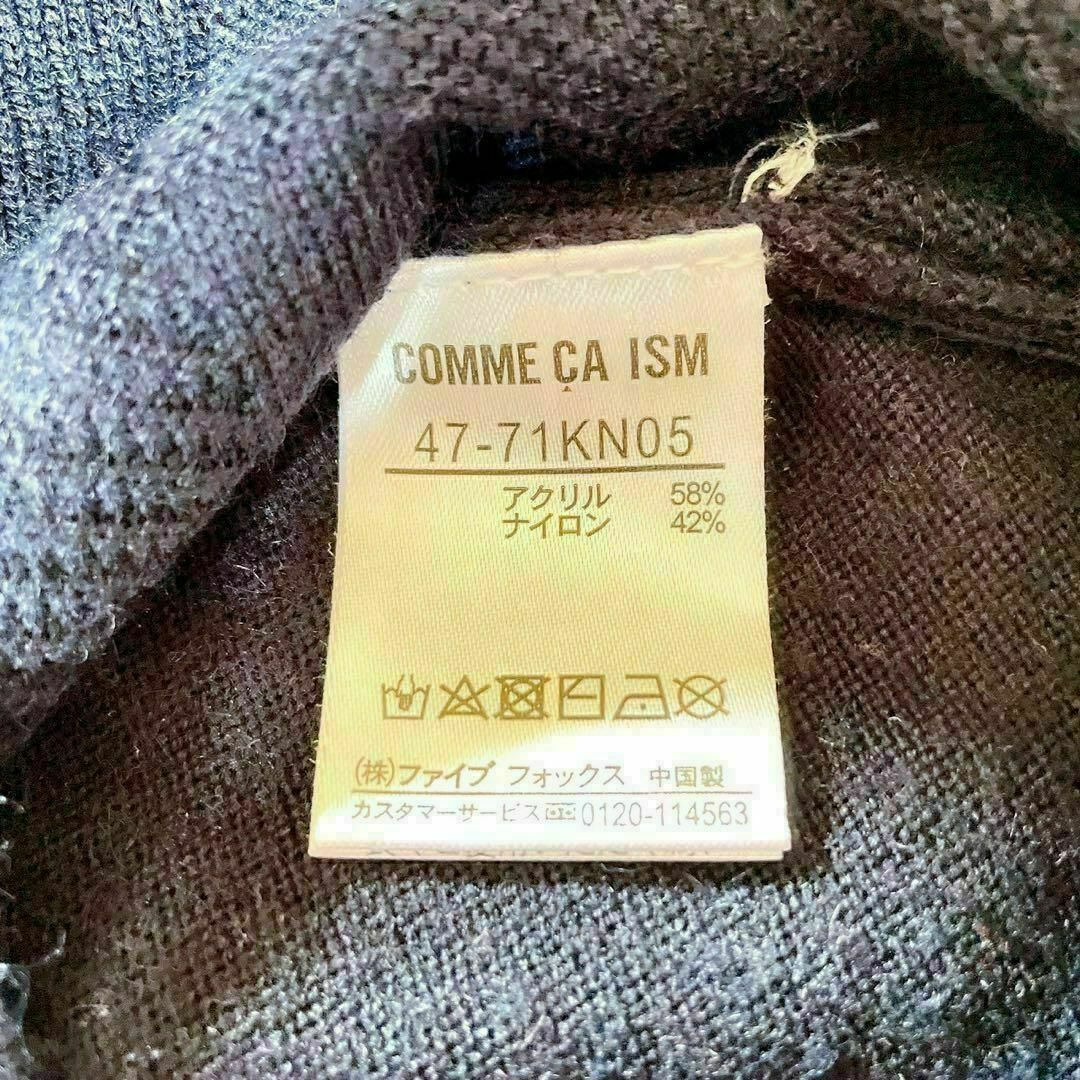 COMME ÇA ISM
47-71KN05
アクリル 58%
ナイロン 42%
(株)ファイブ フォックス 中国製
カスタマーサービス 0120-114563